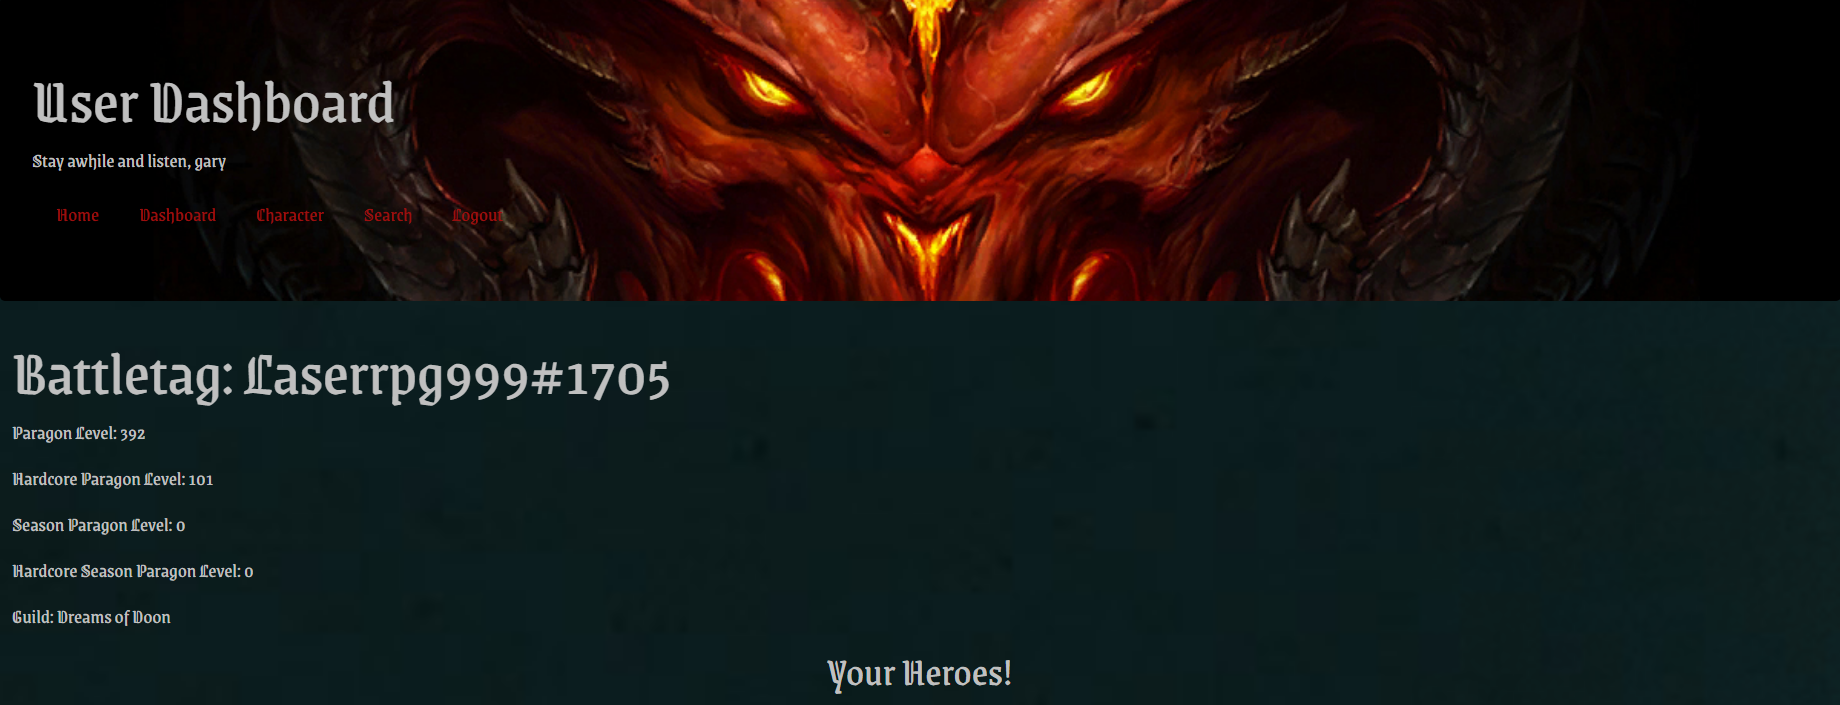 User Dashboard
Stay awhile and listen, gary
Home Dashboard Character Search Logout
Battletag: Laserrpg999#1705
Paragon Level: 392
Hardcore Paragon Level: 101
Season Paragon Level: 0
Hardcore Season Paragon Level: 0
Guild: Dreams of Doon
Your Heroes!